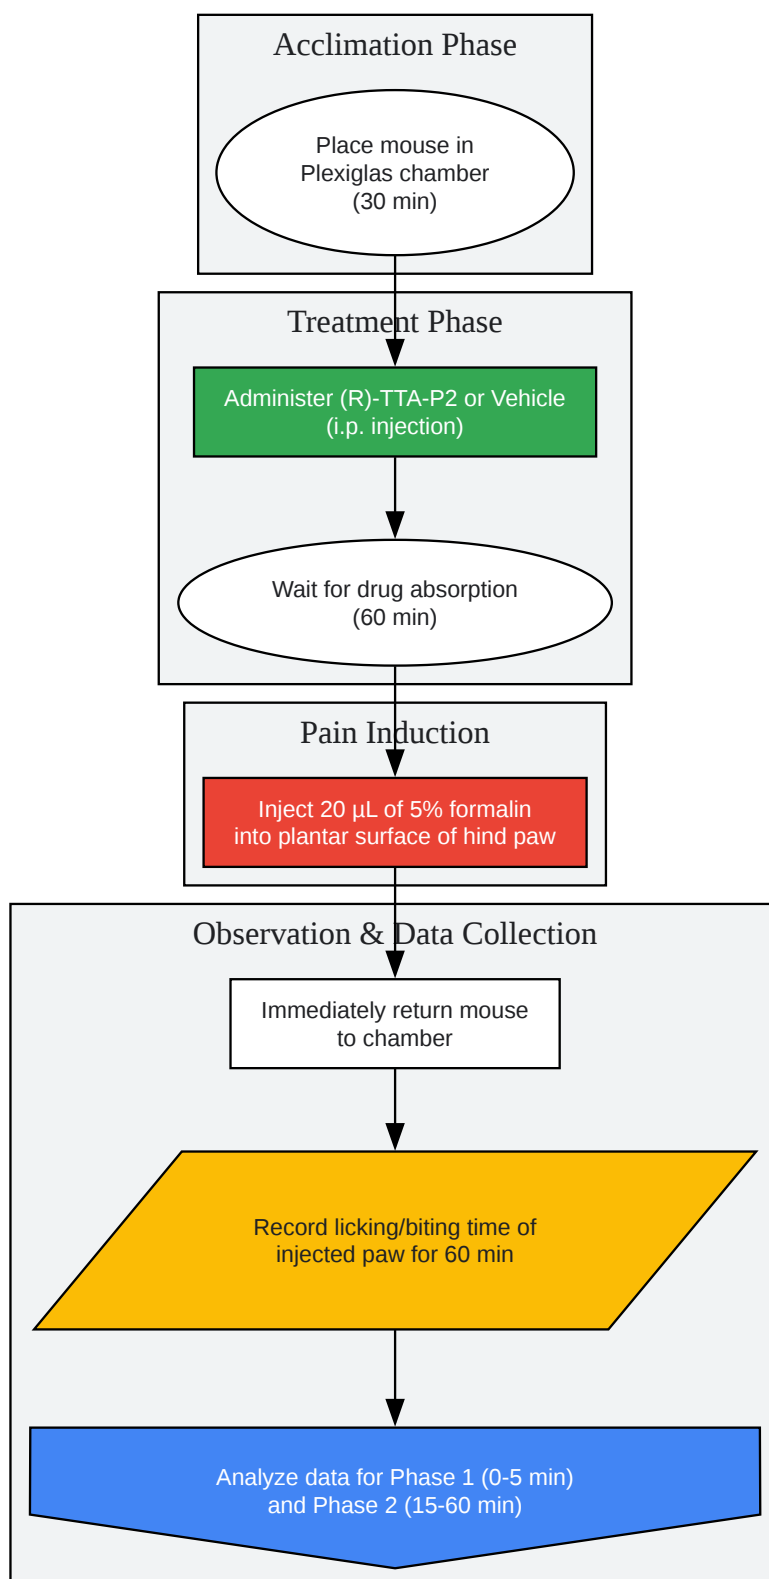 Acclimation Phase
Place mouse in
Plexiglas chamber
(30 min)
Treatment Phase
Administer (R)-TTA-P2 or Vehicle
(i.p. injection)
Wait for drug absorption
(60 min)
Pain Induction
Inject 20 µL of 5% formalin
into plantar surface of hind paw
Observation & Data Collection
Immediately return mouse
to chamber
Record licking/biting time of
injected paw for 60 min
Analyze data for Phase 1 (0-5 min)
and Phase 2 (15-60 min)